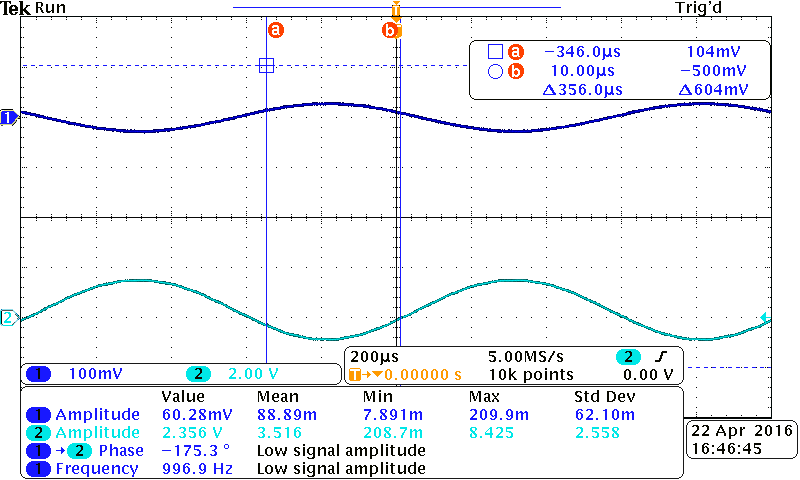 Tek Run Trig'd
T
a b
a −346.0µs 104mV
b 10.00µs −500mV
Δ356.0µs Δ604mV
1
2
1 100mV 2 2.00 V
200µs 5.00MS/s 2
T→▼0.00000 s 10k points 0.00 V
Value Mean Min Max Std Dev
1 Amplitude 60.28mV 88.89m 7.891m 209.9m 62.10m
2 Amplitude 2.356 V 3.516 208.7m 8.425 2.558
1 → 2 Phase −175.3 ° Low signal amplitude
1 Frequency 996.9 Hz Low signal amplitude
22 Apr 2016
16:46:45